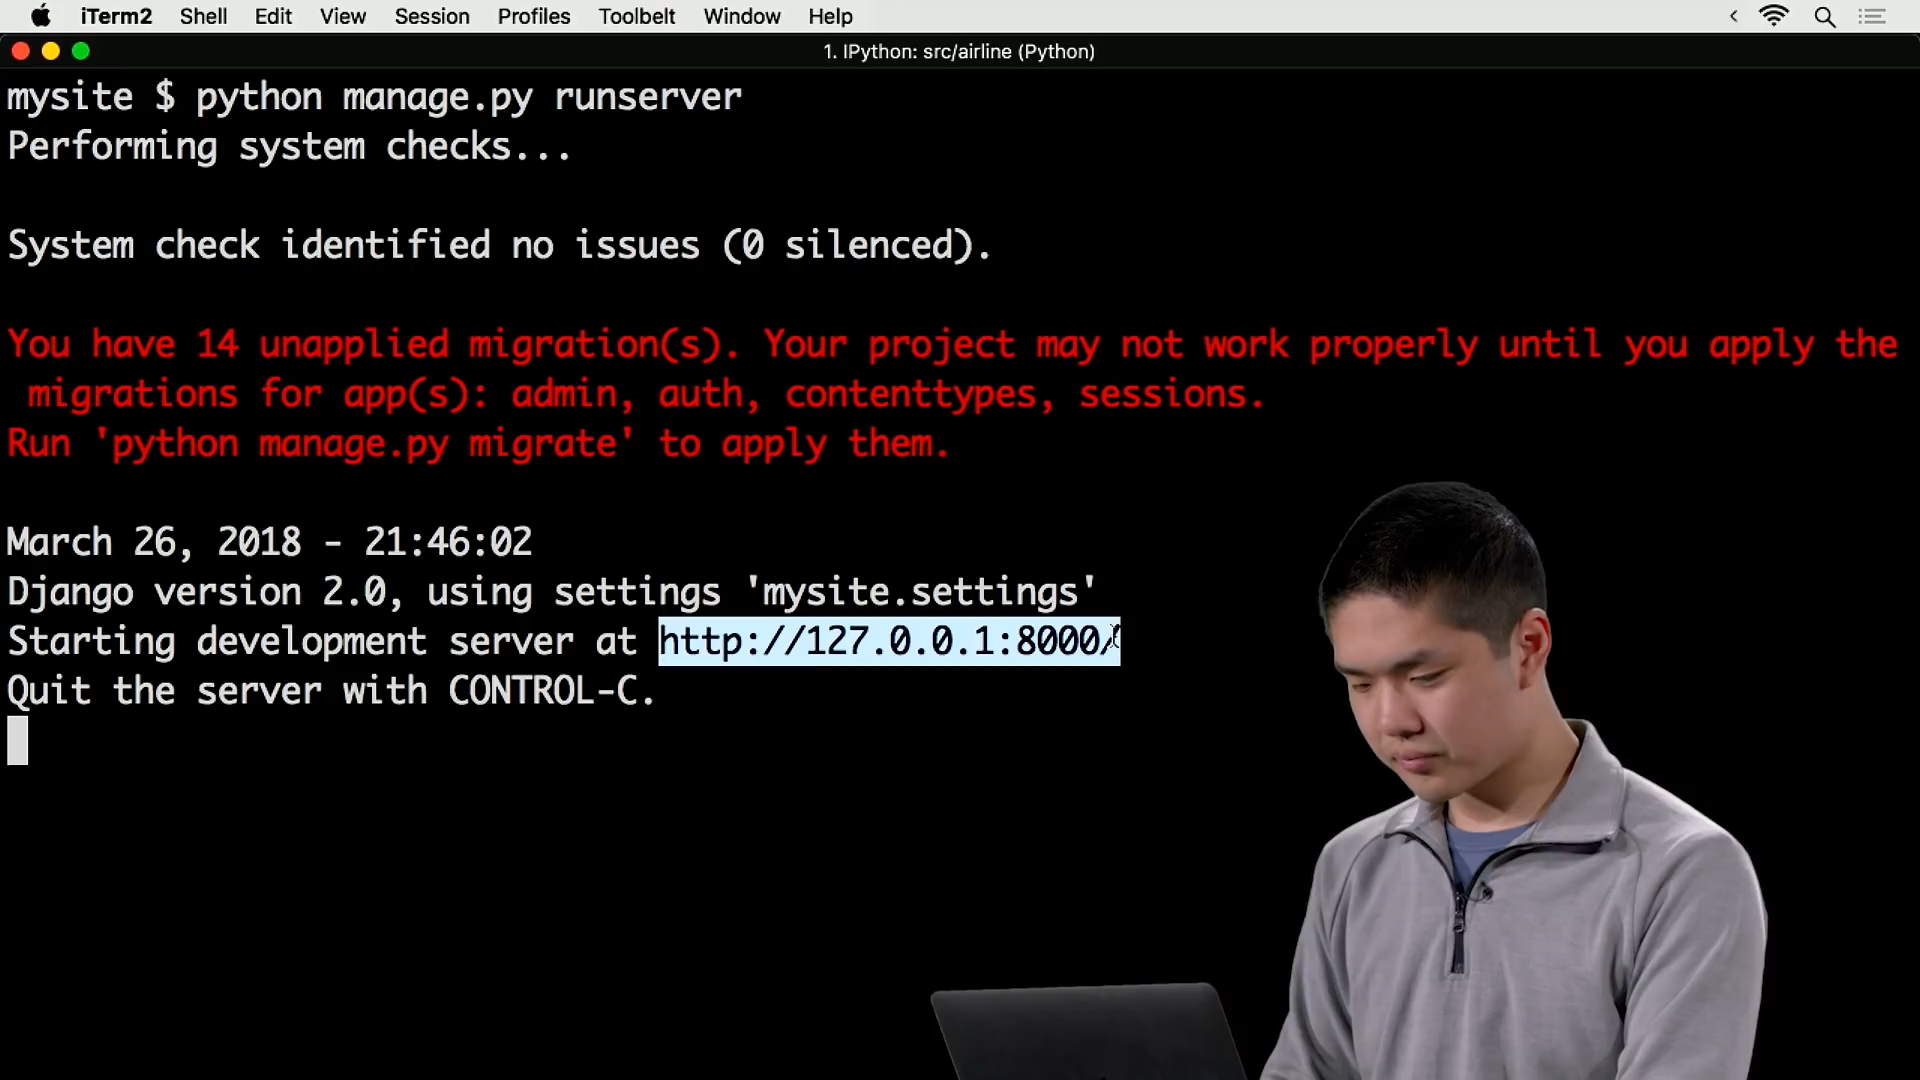 iTerm2 Shell Edit View Session Profiles Toolbelt Window Help
1. IPython: src/airline (Python)
mysite $ python manage.py runserver
Performing system checks...
System check identified no issues (0 silenced).
You have 14 unapplied migration(s). Your project may not work properly until you apply the
migrations for app(s): admin, auth, contenttypes, sessions.
Run 'python manage.py migrate' to apply them.
March 26, 2018 - 21:46:02
Django version 2.0, using settings 'mysite.settings'
Starting development server at http://127.0.0.1:8000/
Quit the server with CONTROL-C.